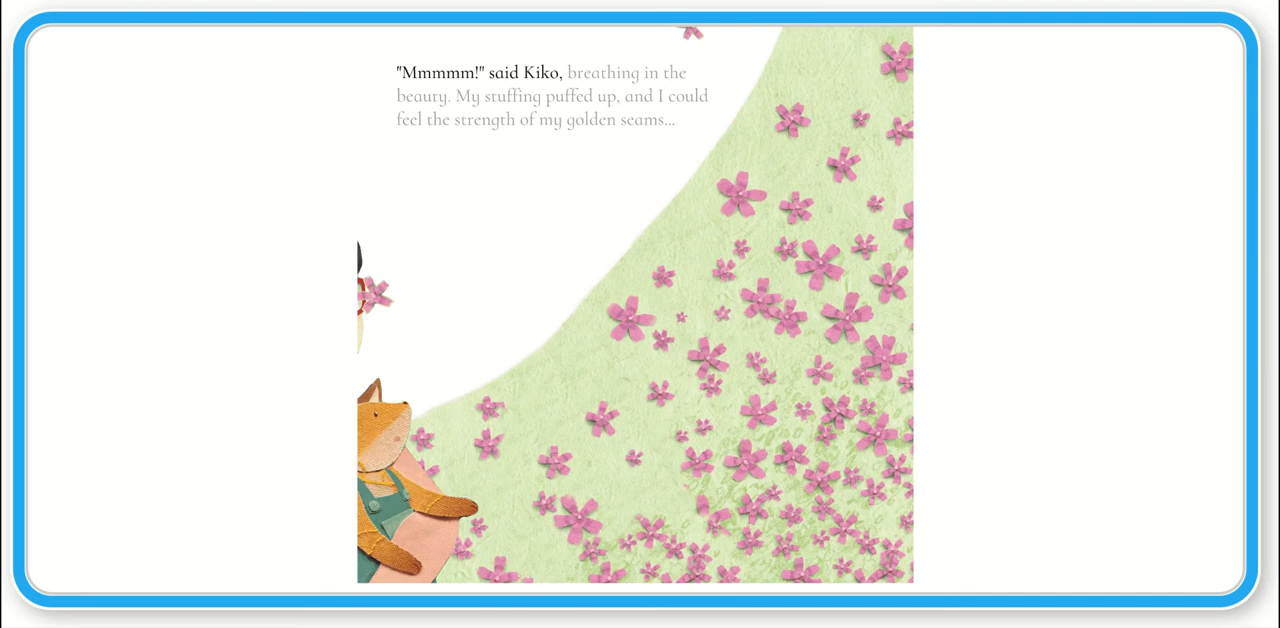 "Mmmmm!" said Kiko, breathing in the
beauty. My stuffing puffed up, and I could
feel the strength of my golden seams...